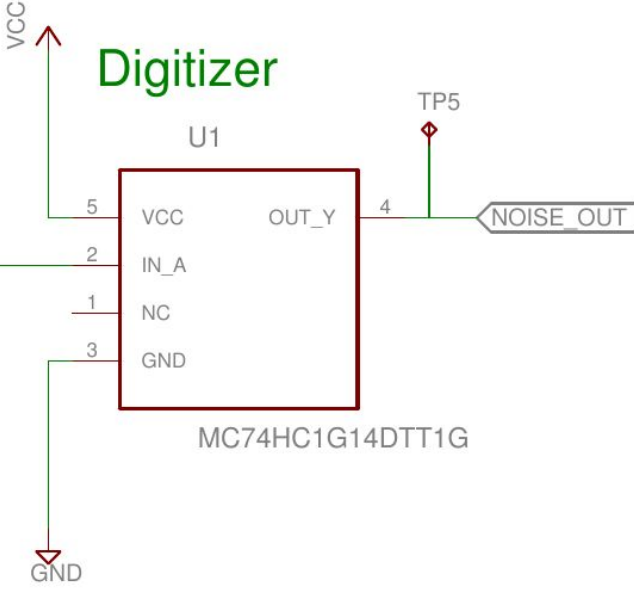 VCC
Digitizer
TP5
U1
5 VCC OUT_Y 4 NOISE_OUT
2 IN_A
1 NC
3 GND
MC74HC1G14DTT1G
GND